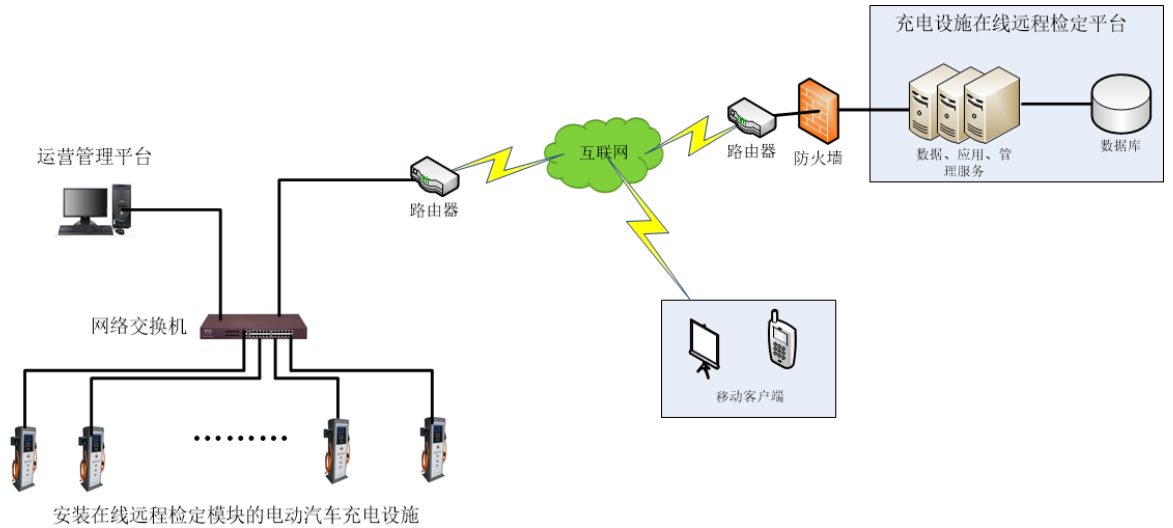 充电设施在线远程检定平台
数据、应用、管
理服务
数据库
防火墙
路由器
互联网
路由器
运营管理平台
网络交换机
移动客户端
安装在线远程检定模块的电动汽车充电设施